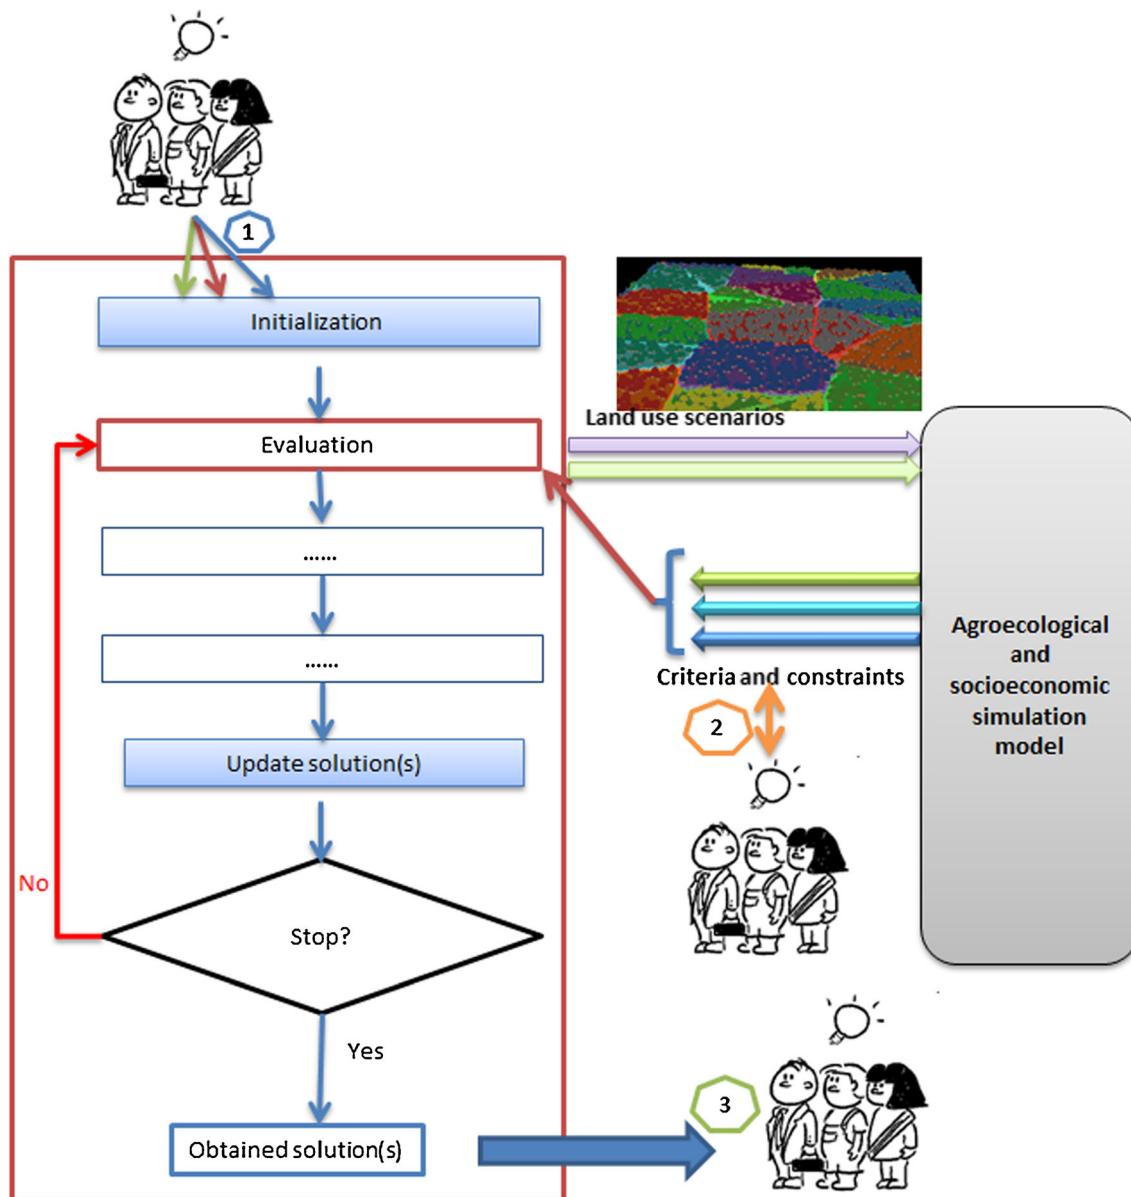 1
Initialization
Evaluation
Land use scenarios
......
......
Criteria and constraints
Agroecological
and
socioeconomic
simulation
model
2
Update solution(s)
No
Stop?
Yes
3
Obtained solution(s)